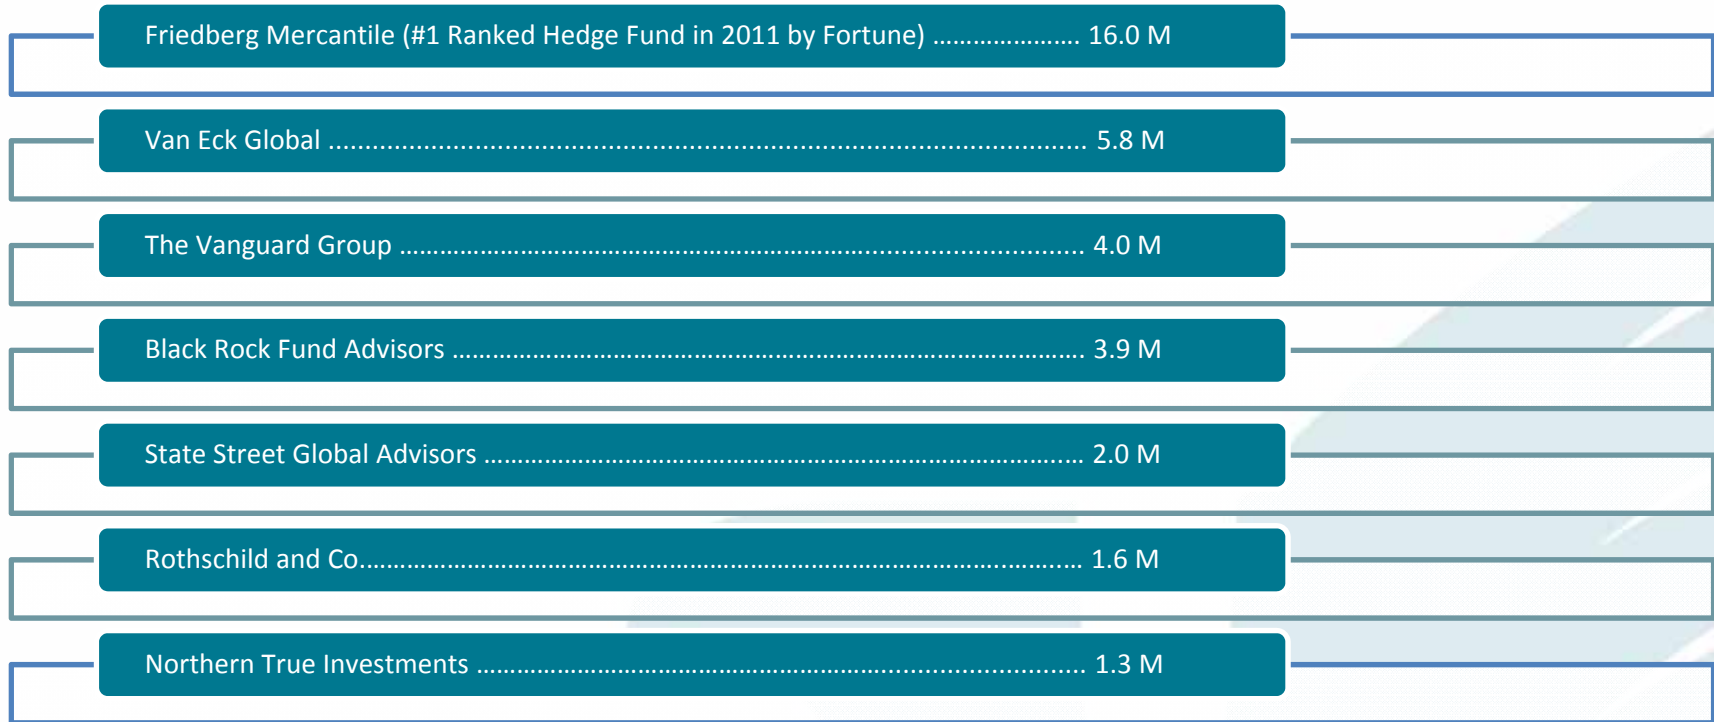 Friedberg Mercantile (#1 Ranked Hedge Fund in 2011 by Fortune) ..................... 16.0 M
Van Eck Global ........................................................................................................ 5.8 M
The Vanguard Group .............................................................................................. 4.0 M
Black Rock Fund Advisors ....................................................................................... 3.9 M
State Street Global Advisors ................................................................................... 2.0 M
Rothschild and Co.................................................................................................... 1.6 M
Northern True Investments .................................................................................... 1.3 M